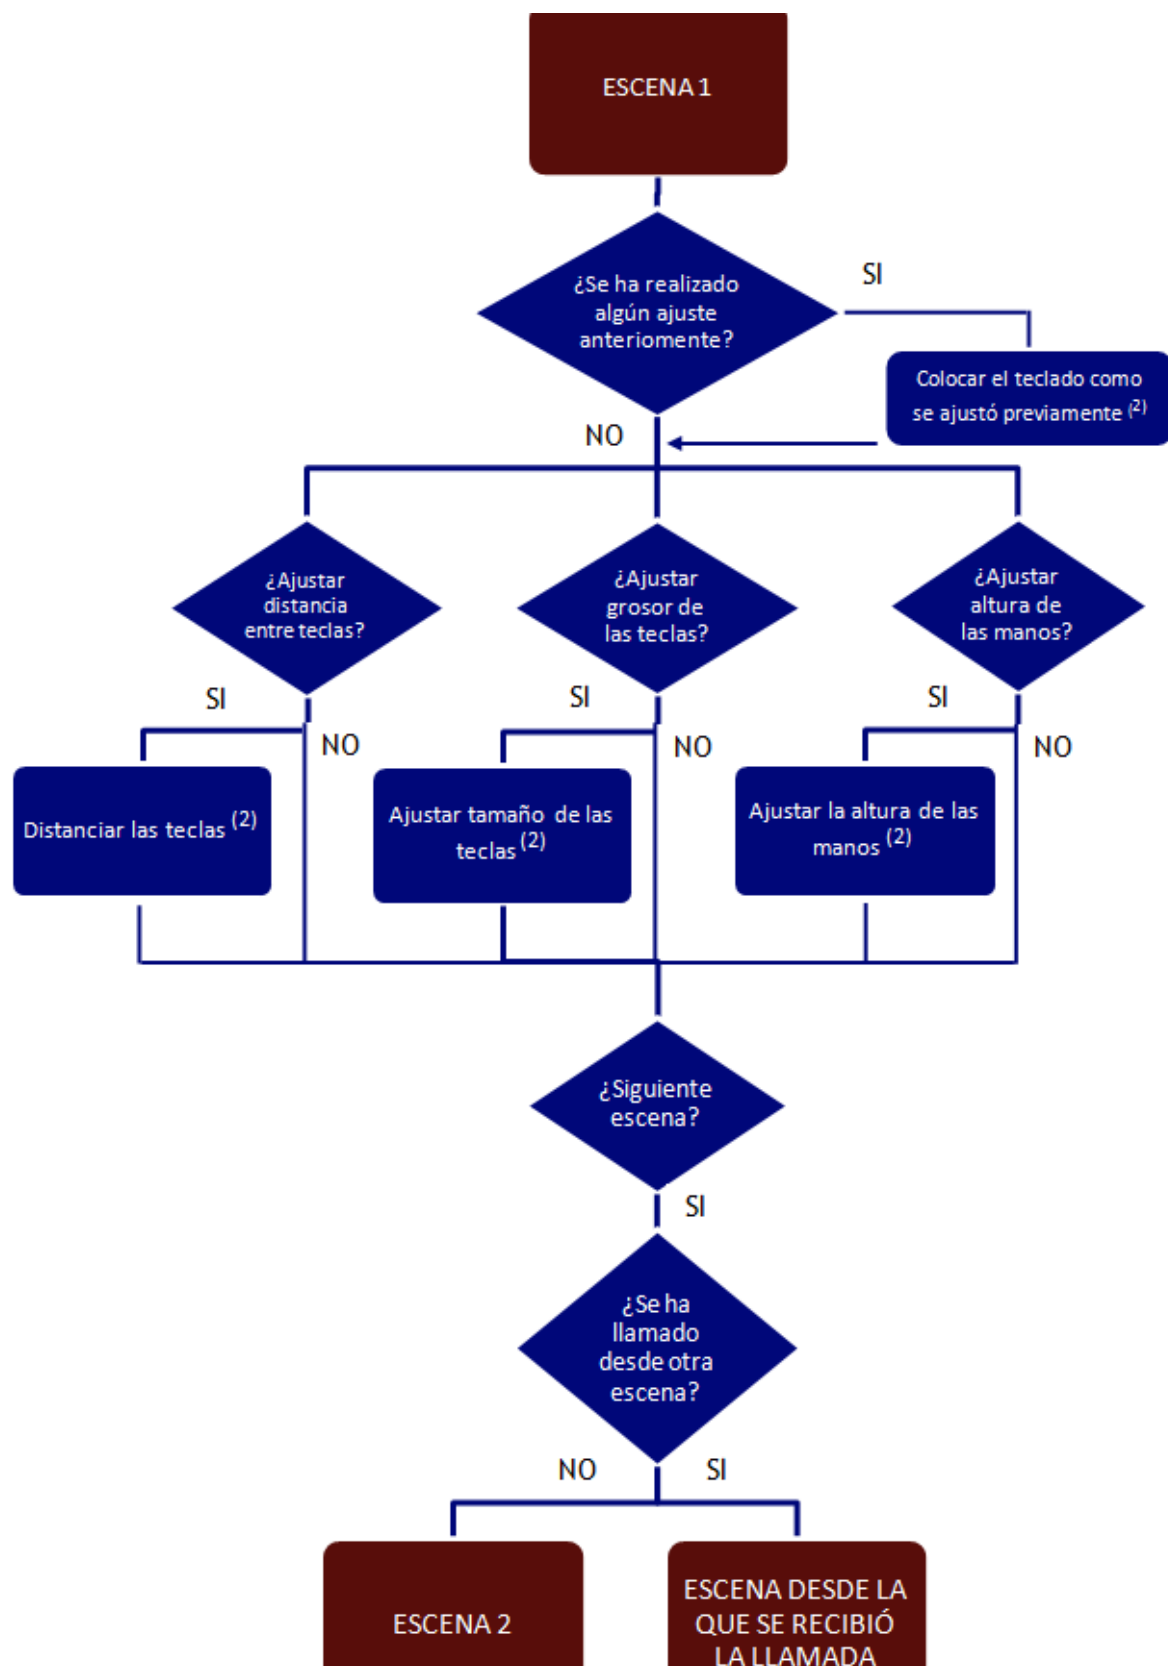 ESCENA 1
¿Se ha realizado
algún ajuste
anteriomente?
SI
Colocar el teclado como
se ajustó previamente (2)
NO
¿Ajustar
distancia
entre teclas?
¿Ajustar
grosor de
las teclas?
¿Ajustar
altura de
las manos?
SI
NO
SI
NO
SI
NO
Distanciar las teclas (2)
Ajustar tamaño de las
teclas (2)
Ajustar la altura de las
manos (2)
¿Siguiente
escena?
SI
¿Se ha
llamado
desde otra
escena?
NO
SI
ESCENA 2
ESCENA DESDE LA
QUE SE RECIBIÓ
LA LLAMADA